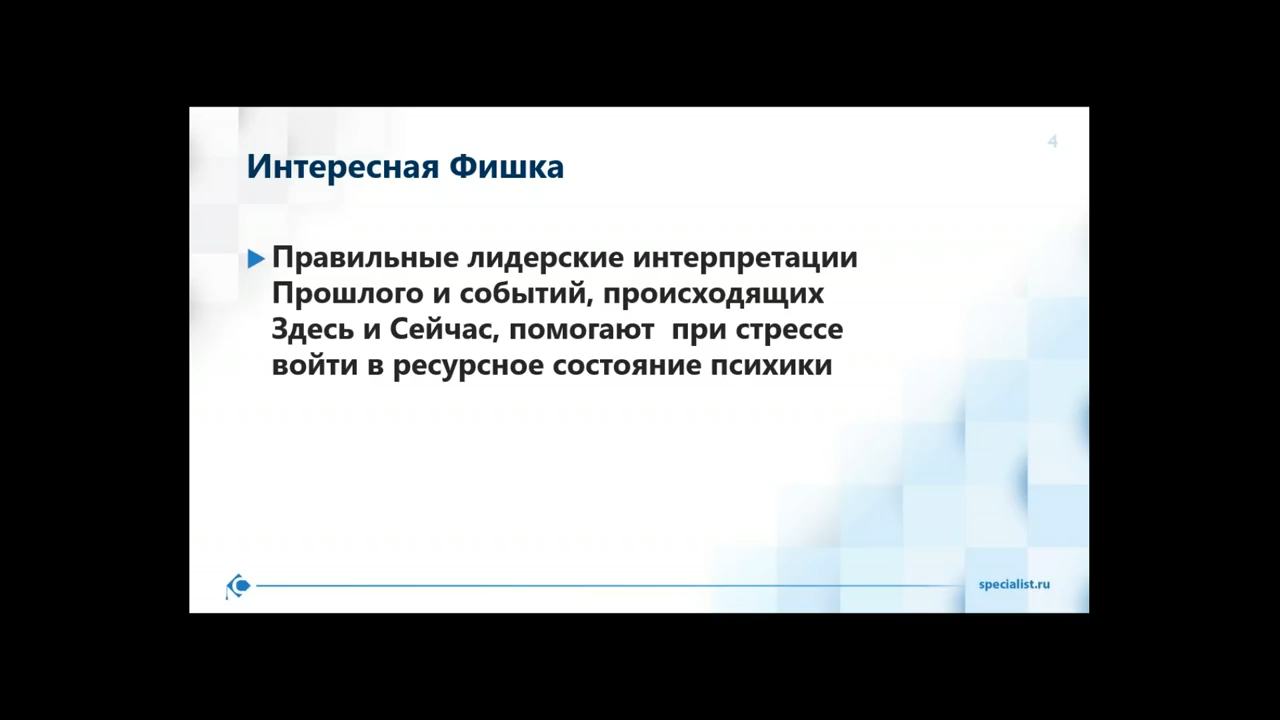 4
Интересная Фишка
Правильные лидерские интерпретации
Прошлого и событий, происходящих
Здесь и Сейчас, помогают  при стрессе
войти в ресурсное состояние психики
specialist.ru